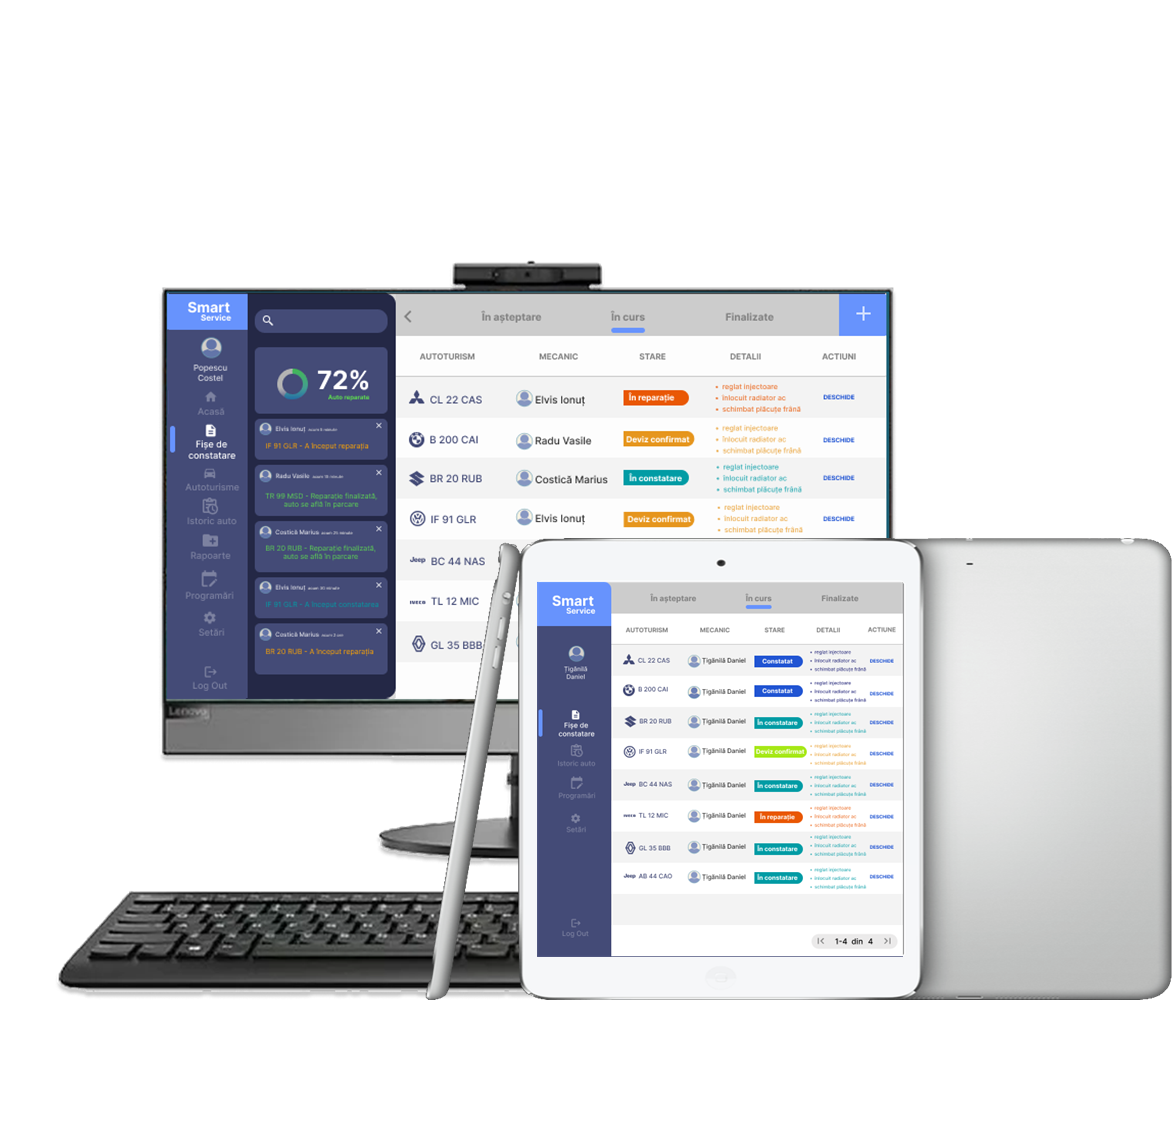 Smart
Service
Popescu
Costel
Acasă
Fișe de
constatare
Autoturisme
Istoric auto
Rapoarte
Programări
Setări
Log Out
72%
Auto reparate
Elvis Ionuț
IF 91 GLR - A început reparația
Radu Vasile
TR 99 MSD - Reparație finalizată,
auto se află în parcare
Costică Marius
BR 20 RUB - Reparație finalizată,
auto se află în parcare
Elvis Ionuț
IF 91 GLR - A început constatarea
Costică Marius
BR 20 RUB - A început reparația
În așteptare
În curs
Finalizate
+
AUTOTURISM MECANIC STARE DETALII ACTIUNI
CL 22 CAS Elvis Ionuț În reparație DESCHIDE
• reglat injectoare
• înlocuit radiator ac
• schimbat plăcuțe frână
B 200 CAI Radu Vasile Deviz confirmat DESCHIDE
• reglat injectoare
• înlocuit radiator ac
• schimbat plăcuțe frână
BR 20 RUB Costică Marius În constatare DESCHIDE
• reglat injectoare
• înlocuit radiator ac
• schimbat plăcuțe frână
IF 91 GLR Elvis Ionuț Deviz confirmat DESCHIDE
• reglat injectoare
• înlocuit radiator ac
• schimbat plăcuțe frână
Jeep BC 44 NAS
IVECO TL 12 MIC
GL 35 BBB
Lenovo
Smart
Service
Țigănilă
Daniel
Fișe de
constatare
Istoric auto
Programări
Setări
Log Out
În așteptare
În curs
Finalizate
AUTOTURISM MECANIC STARE DETALII ACTIUNE
CL 22 CAS Țigănilă Daniel Constatat DESCHIDE
• reglat injectoare
• înlocuit radiator ac
• schimbat plăcuțe frână
B 200 CAI Țigănilă Daniel Constatat DESCHIDE
• reglat injectoare
• înlocuit radiator ac
• schimbat plăcuțe frână
BR 20 RUB Țigănilă Daniel În constatare DESCHIDE
• reglat injectoare
• înlocuit radiator ac
• schimbat plăcuțe frână
IF 91 GLR Țigănilă Daniel Deviz confirmat DESCHIDE
• reglat injectoare
• înlocuit radiator ac
• schimbat plăcuțe frână
Jeep BC 44 NAS Țigănilă Daniel În constatare DESCHIDE
• reglat injectoare
• înlocuit radiator ac
• schimbat plăcuțe frână
IVECO TL 12 MIC Țigănilă Daniel În reparație DESCHIDE
• reglat injectoare
• înlocuit radiator ac
• schimbat plăcuțe frână
GL 35 BBB Țigănilă Daniel În constatare DESCHIDE
• reglat injectoare
• înlocuit radiator ac
• schimbat plăcuțe frână
Jeep AB 44 CAO Țigănilă Daniel În constatare DESCHIDE
• reglat injectoare
• înlocuit radiator ac
• schimbat plăcuțe frână
1-4 din 4